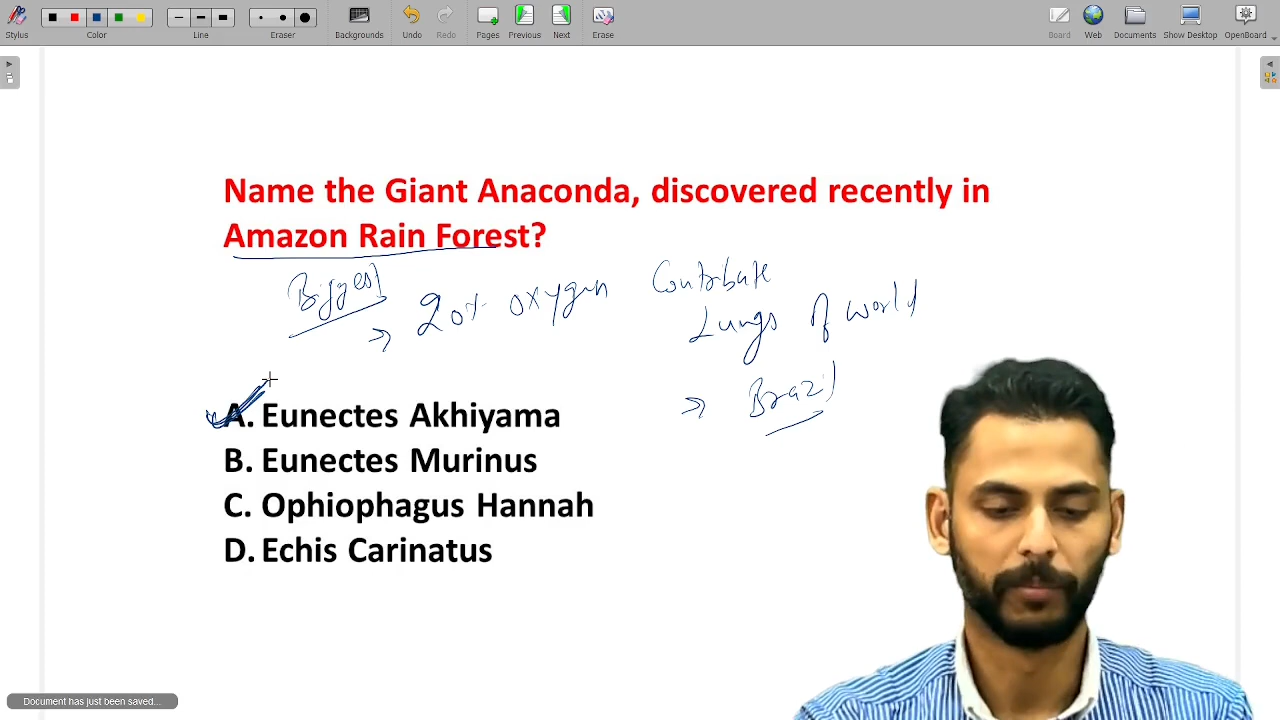 Stylus Color Line Eraser Backgrounds Undo Redo Pages Previous Next Erase Board Web Documents Show Desktop OpenBoard
Name the Giant Anaconda, discovered recently in
Amazon Rain Forest?
Biggest
20% oxygen Contribute
Lungs of world
Brazil
A. Eunectes Akhiyama
B. Eunectes Murinus
C. Ophiophagus Hannah
D. Echis Carinatus
Document has just been saved...